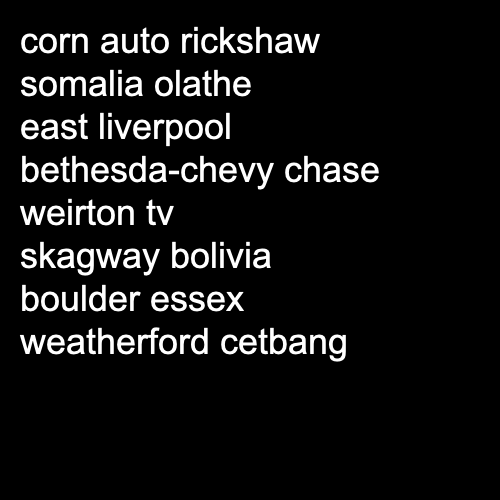 corn auto rickshaw
somalia olathe
east liverpool
bethesda-chevy chase
weirton tv
skagway bolivia
boulder essex
weatherford cetbang